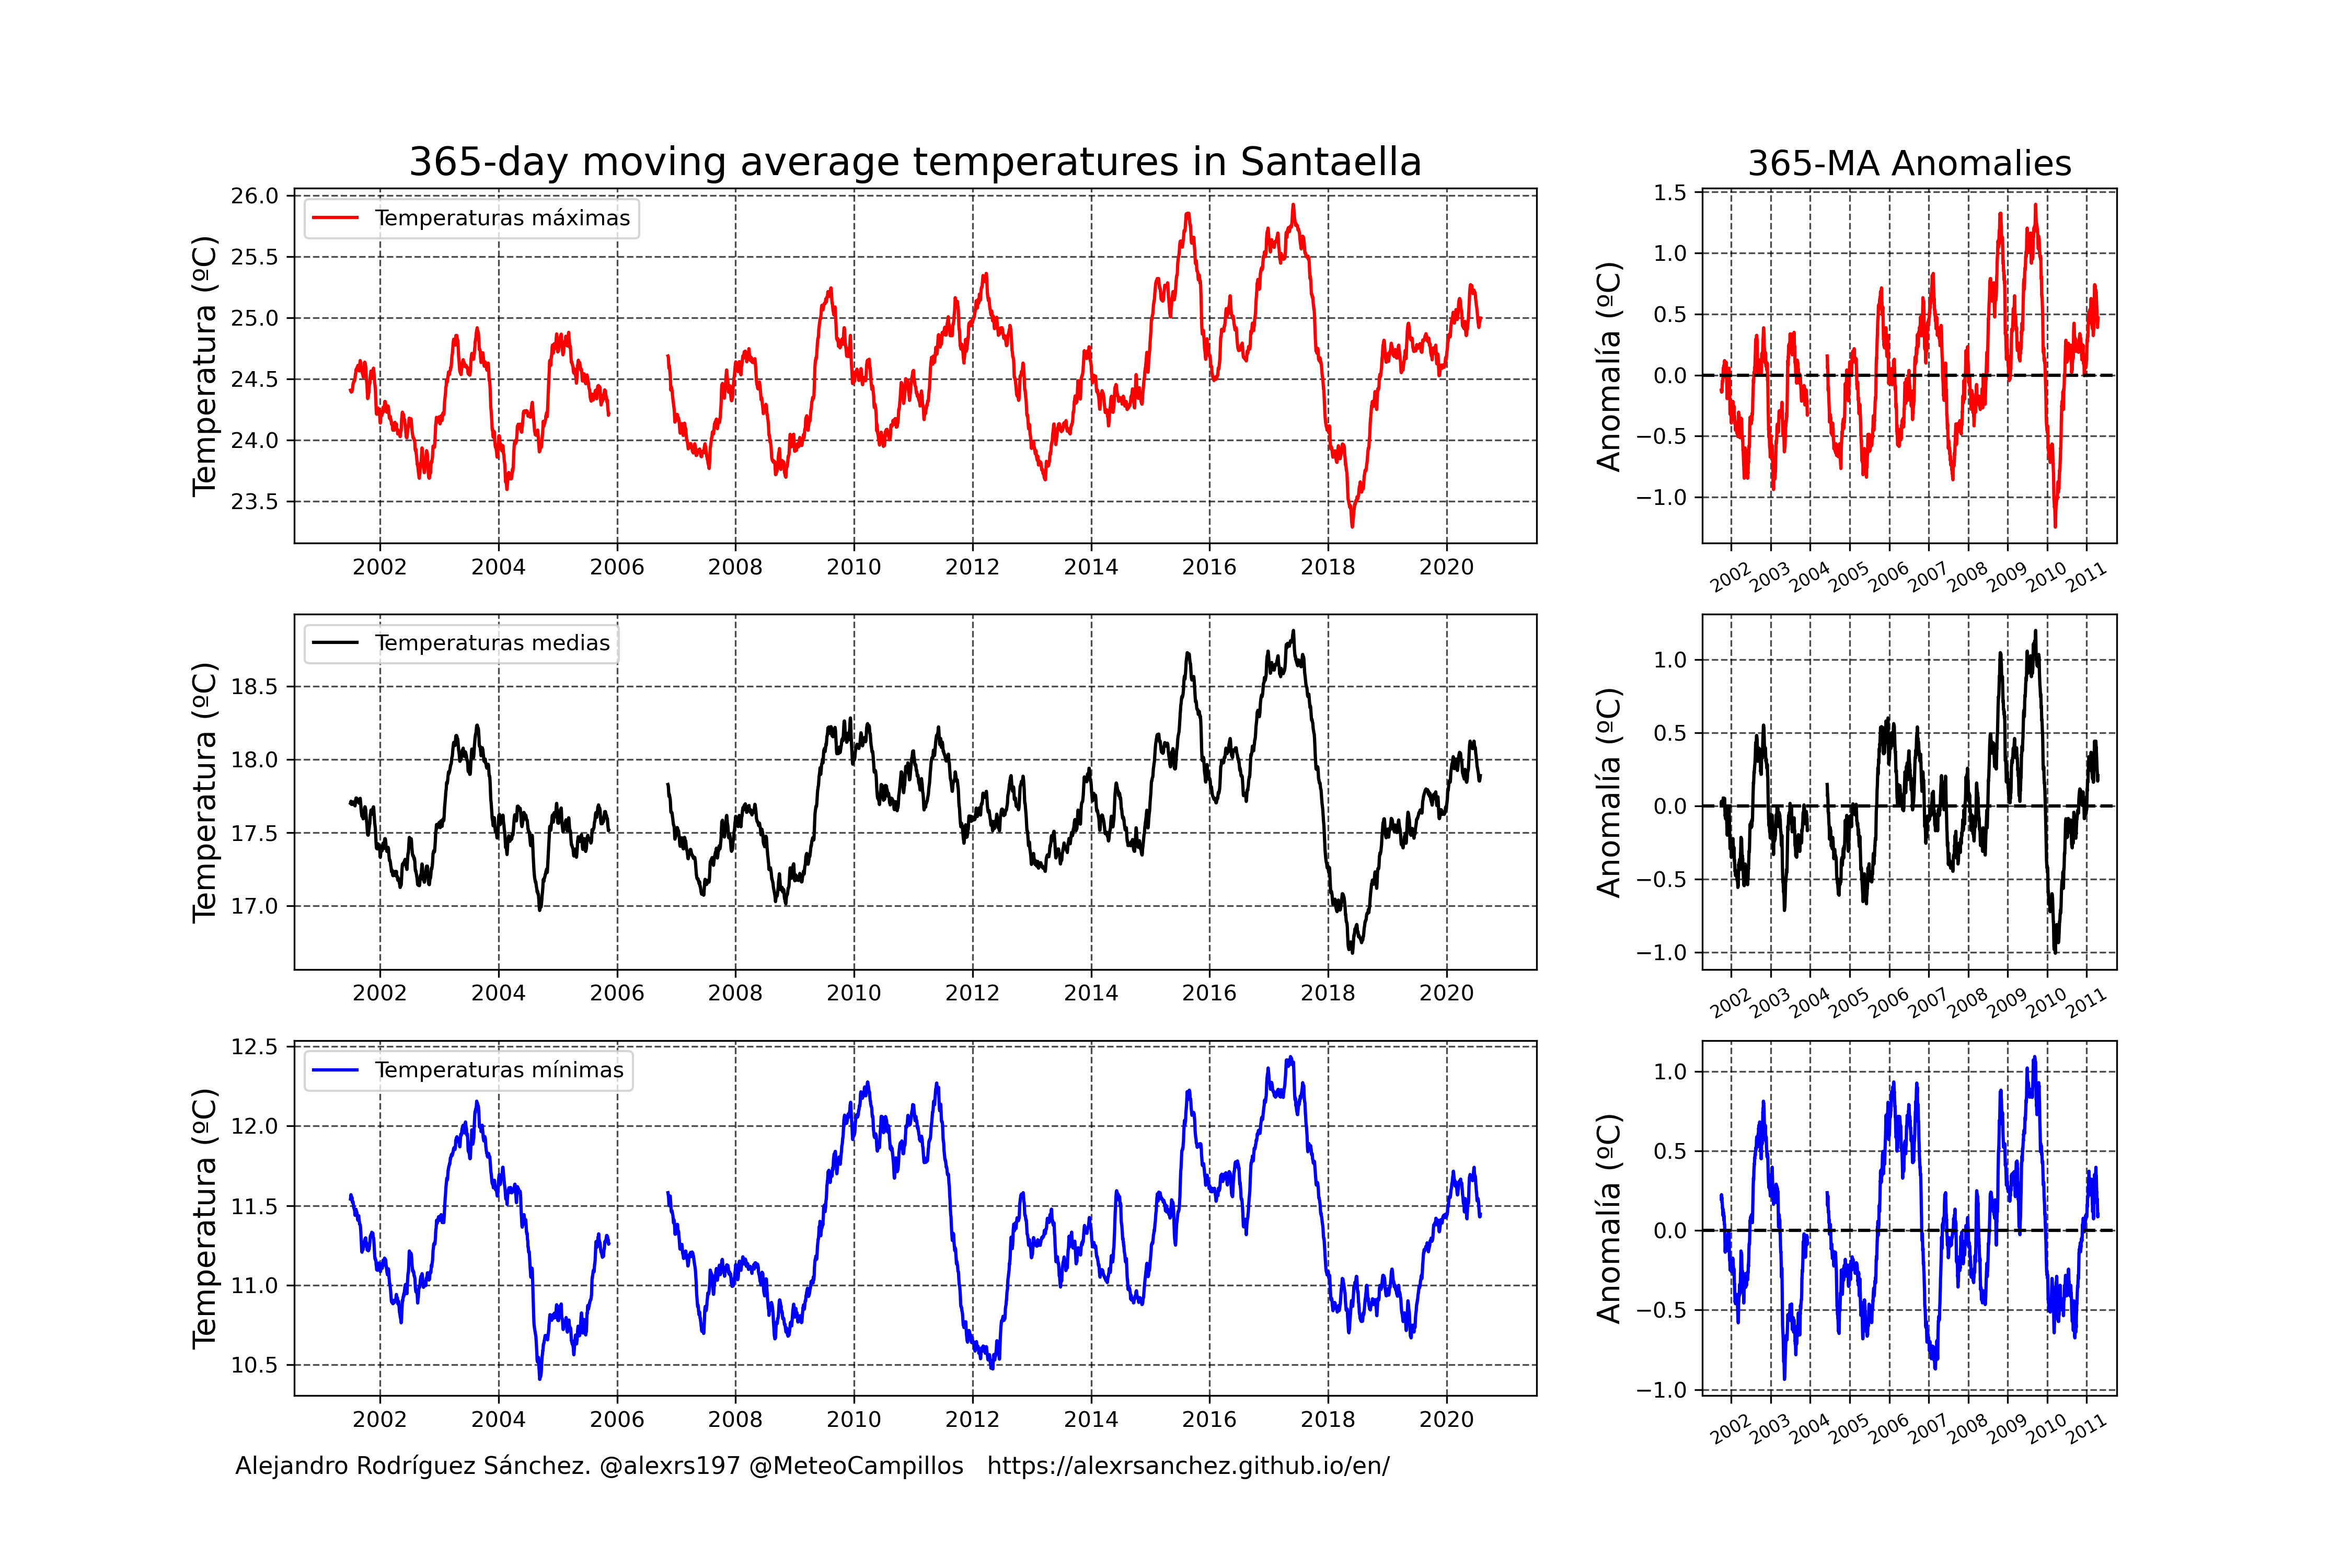 365-day moving average temperatures in Santaella
365-MA Anomalies
Temperatura (ºC)
26.0
25.5
25.0
24.5
24.0
23.5
Temperaturas máximas
2002 2004 2006 2008 2010 2012 2014 2016 2018 2020
Anomalía (ºC)
1.5
1.0
0.5
0.0
−0.5
−1.0
2002 2003 2004 2005 2006 2007 2008 2009 2010 2011
Temperatura (ºC)
18.5
18.0
17.5
17.0
Temperaturas medias
2002 2004 2006 2008 2010 2012 2014 2016 2018 2020
Anomalía (ºC)
1.0
0.5
0.0
−0.5
−1.0
2002 2003 2004 2005 2006 2007 2008 2009 2010 2011
Temperatura (ºC)
12.5
12.0
11.5
11.0
10.5
Temperaturas mínimas
2002 2004 2006 2008 2010 2012 2014 2016 2018 2020
Anomalía (ºC)
1.0
0.5
0.0
−0.5
−1.0
2002 2003 2004 2005 2006 2007 2008 2009 2010 2011
Alejandro Rodríguez Sánchez. @alexrs197 @MeteoCampillos https://alexrsanchez.github.io/en/